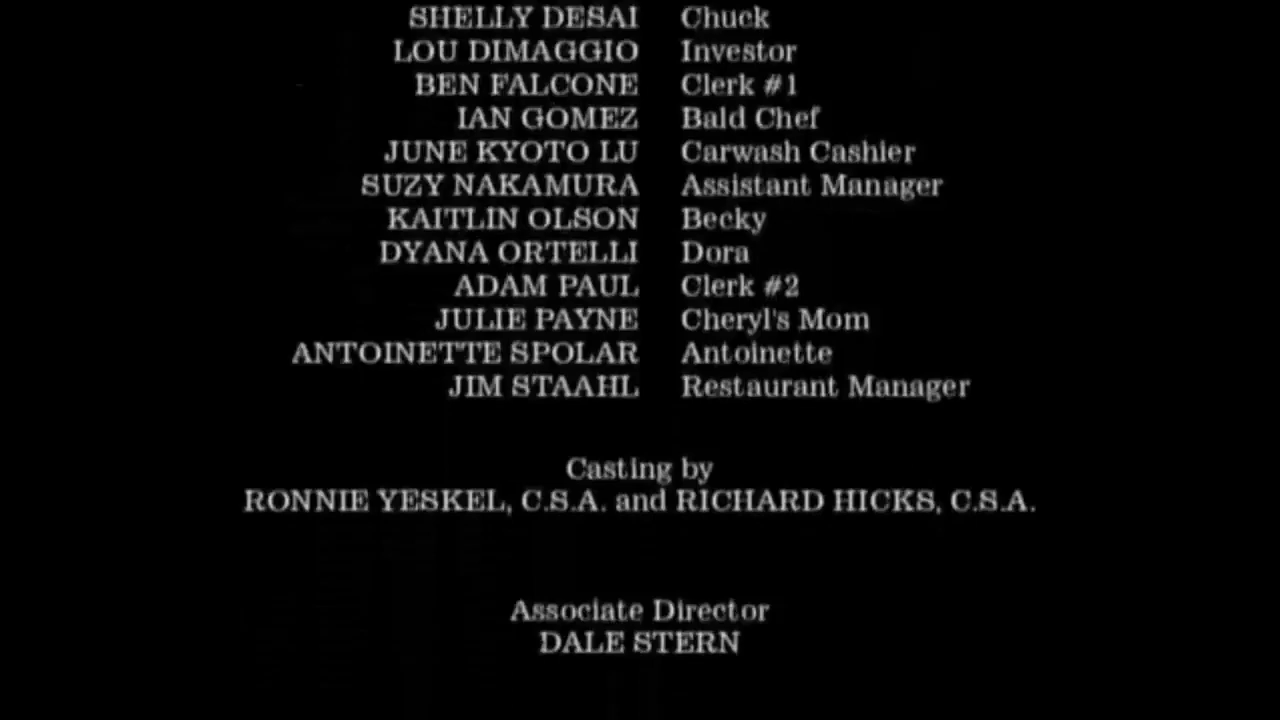 SHELLY DESAI Chuck
LOU DIMAGGIO Investor
BEN FALCONE Clerk #1
IAN GOMEZ Bald Chef
JUNE KYOTO LU Carwash Cashier
SUZY NAKAMURA Assistant Manager
KAITLIN OLSON Becky
DYANA ORTELLI Dora
ADAM PAUL Clerk #2
JULIE PAYNE Cheryl's Mom
ANTOINETTE SPOLAR Antoinette
JIM STAAHL Restaurant Manager
Casting by
RONNIE YESKEL, C.S.A. and RICHARD HICKS, C.S.A.
Associate Director
DALE STERN